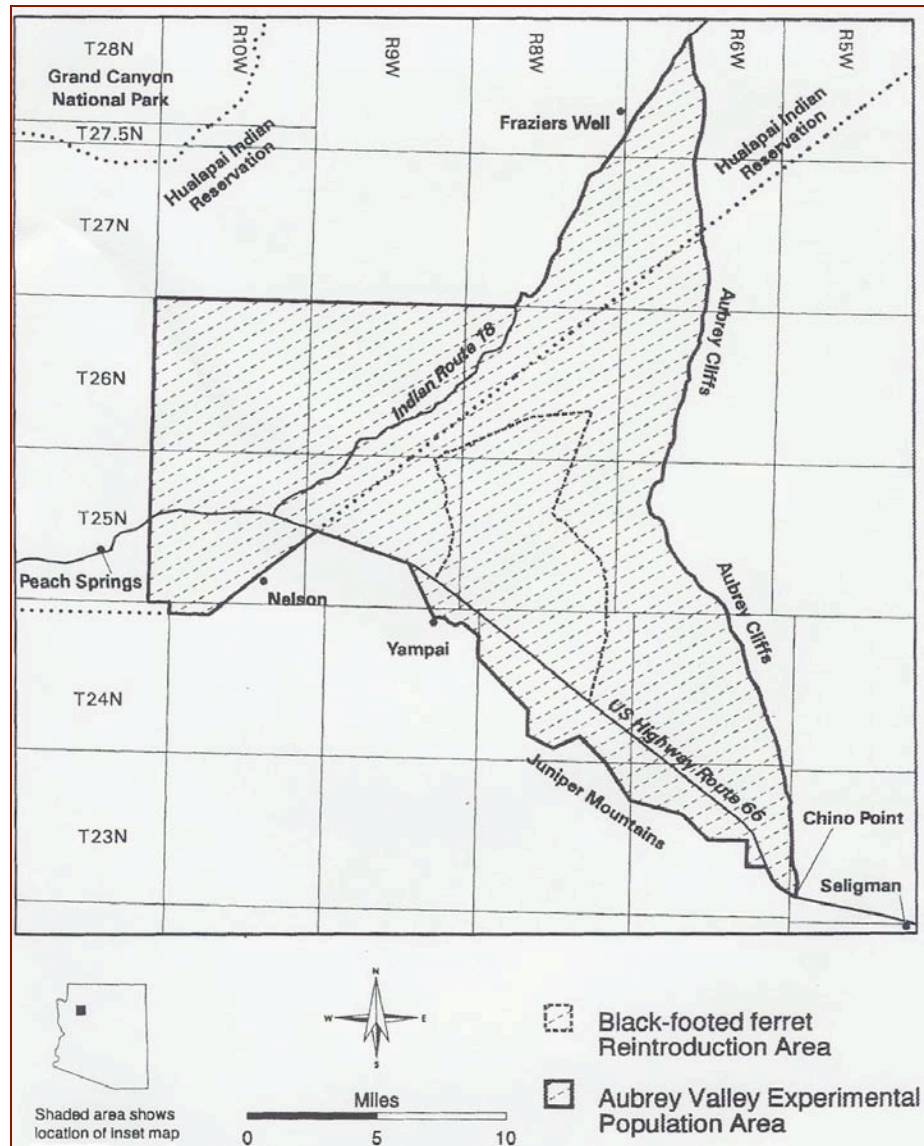 T28N
R10W
R9W
R8W
R6W
R5W
Grand Canyon
National Park
T27.5N
Hualapai Indian
Reservation
Fraziers Well
Hualapai Indian
Reservation
T27N
Aubrey Cliffs
T26N
Indian Route 18
T25N
Peach Springs
Nelson
Aubrey Cliffs
Yampai
T24N
US Highway Route 66
Juniper Mountains
T23N
Chino Point
Seligman
Shaded area shows
location of inset map
N
W
E
S
Miles
0
5
10
Black-footed ferret
Reintroduction Area
Aubrey Valley Experimental
Population Area